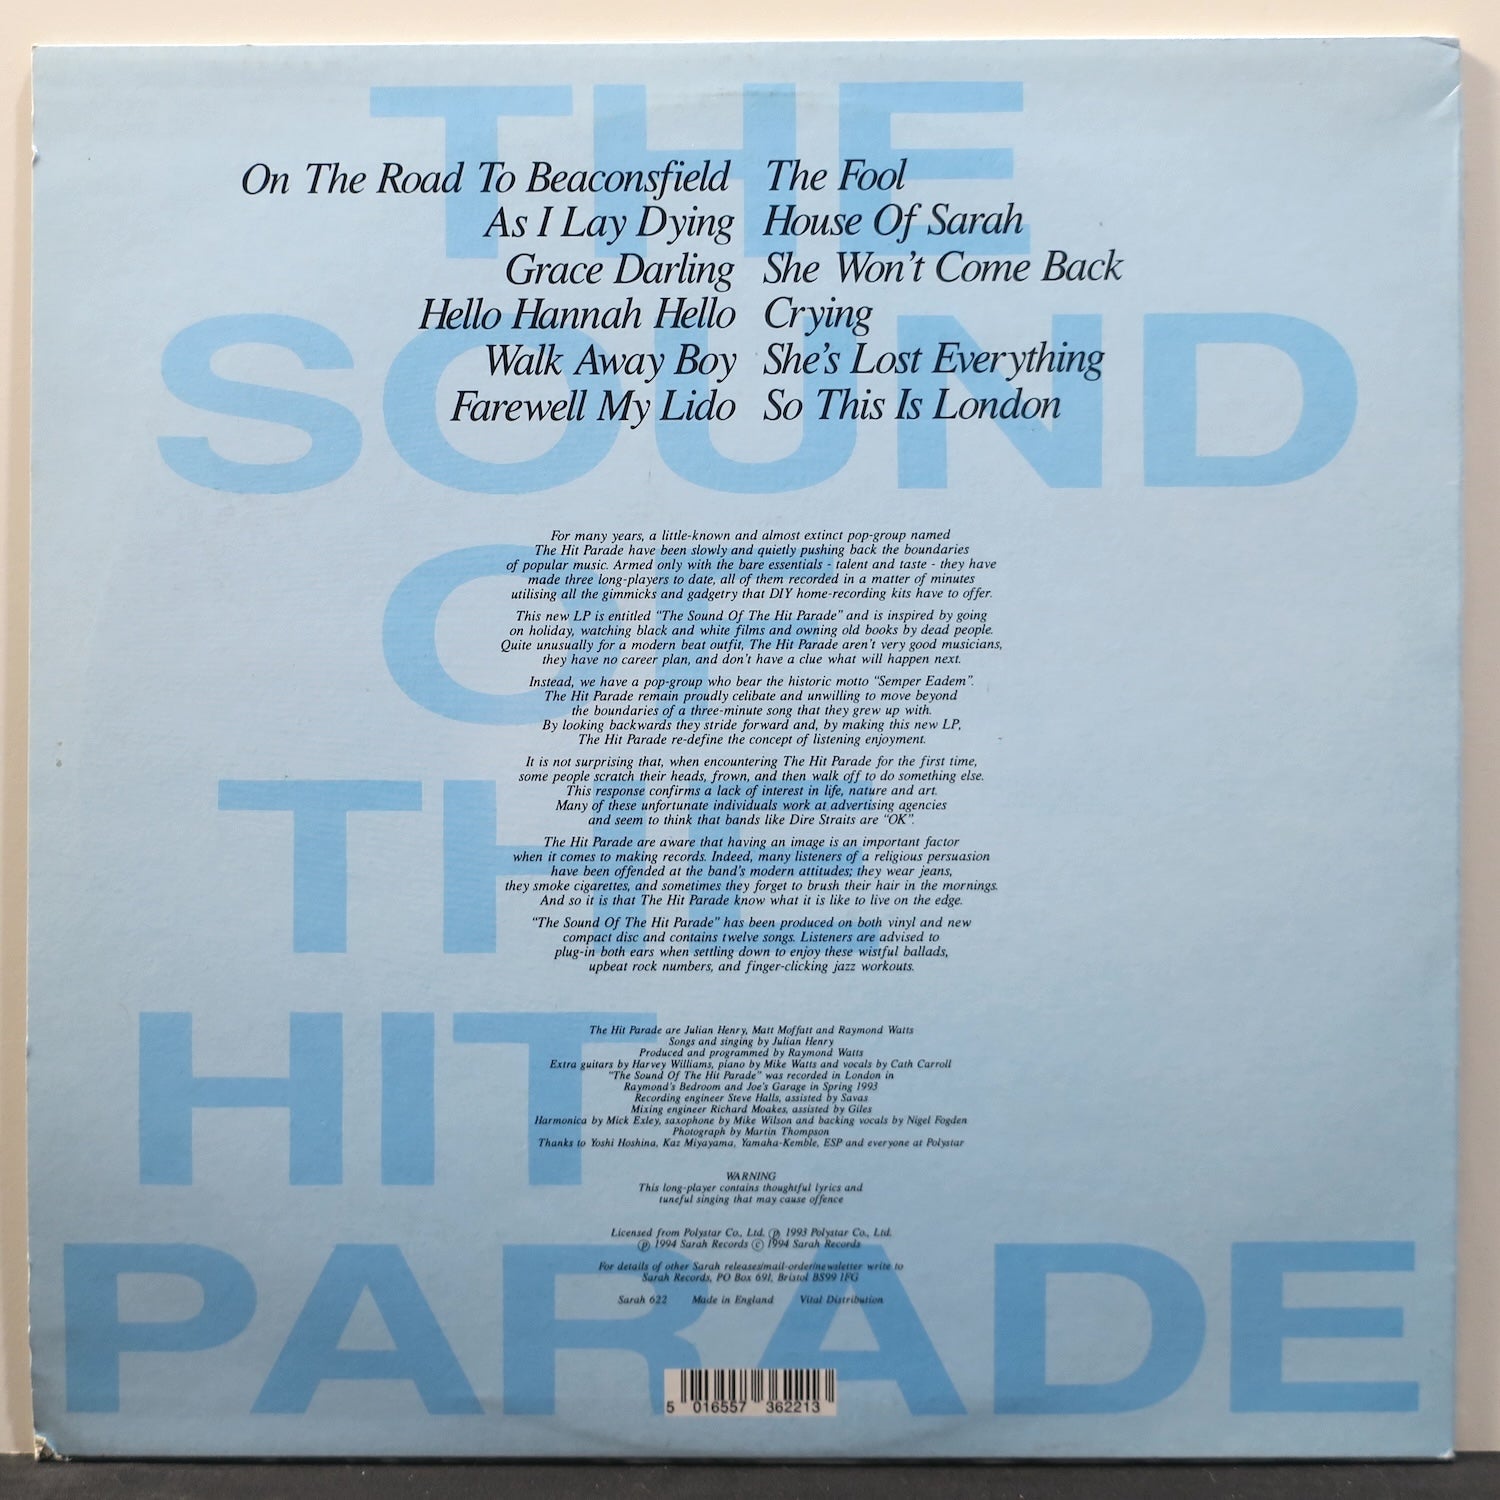 THE
SOUND
OF
THE
HIT
PARADE
On The Road To Beaconsfield
As I Lay Dying
Grace Darling
Hello Hannah Hello
Walk Away Boy
Farewell My Lido
The Fool
House Of Sarah
She Won't Come Back
Crying
She's Lost Everything
So This Is London
For many years, a little-known and almost extinct pop-group named
The Hit Parade have been slowly and quietly pushing back the boundaries
of popular music. Armed only with the bare essentials - talent and taste - they have
made three long-players to date, all of them recorded in a matter of minutes
utilising all the gimmicks and gadgetry that DIY home-recording kits have to offer.
This new LP is entitled "The Sound Of The Hit Parade" and is inspired by going
on holiday, watching black and white films and owning old books by dead people.
Quite unusually for a modern beat outfit, The Hit Parade aren't very good musicians,
they have no career plan, and don't have a clue what will happen next.
Instead, we have a pop-group who bear the historic motto "Semper Eadem".
The Hit Parade remain proudly celibate and unwilling to move beyond
the boundaries of a three-minute song that they grew up with.
By looking backwards they stride forward and, by making this new LP,
The Hit Parade re-define the concept of listening enjoyment.
It is not surprising that, when encountering The Hit Parade for the first time,
some people scratch their heads, frown, and then walk off to do something else.
This response confirms a lack of interest in life, nature and art.
Many of these unfortunate individuals work at advertising agencies
and seem to think that bands like Dire Straits are "OK".
The Hit Parade are aware that having an image is an important factor
when it comes to making records. Indeed, many listeners of a religious persuasion
have been offended at the band's modern attitudes; they wear jeans,
they smoke cigarettes, and sometimes they forget to brush their hair in the mornings.
And so it is that The Hit Parade know what it is like to live on the edge.
"The Sound Of The Hit Parade" has been produced on both vinyl and new
compact disc and contains twelve songs. Listeners are advised to
plug-in both ears when settling down to enjoy these wistful ballads,
upbeat rock numbers, and finger-clicking jazz workouts.
The Hit Parade are Julian Henry, Matt Moffatt and Raymond Watts
Songs and singing by Julian Henry
Produced and programmed by Raymond Watts
Extra guitars by Harvey Williams, piano by Mike Watts and vocals by Cath Carroll
"The Sound Of The Hit Parade" was recorded in London in
Raymond's Bedroom and Joe's Garage in Spring 1993
Recording engineer Steve Halls, assisted by Savas
Mixing engineer Richard Moakes, assisted by Giles
Harmonica by Mick Exley, saxophone by Mike Wilson and backing vocals by Nigel Fogden
Photograph by Martin Thompson
Thanks to Yoshi Hoshina, Kaz Miyayama, Yamaha-Kemble, ESP and everyone at Polystar
WARNING
This long-player contains thoughtful lyrics and
tuneful singing that may cause offence
Licensed from Polystar Co., Ltd. ℗ 1993 Polystar Co., Ltd.
℗ 1994 Sarah Records © 1994 Sarah Records
For details of other Sarah releases/mail-order/newsletter write to
Sarah Records, PO Box 691, Bristol BS99 1FG
Sarah 622 Made in England Vital Distribution
5 016557 362213